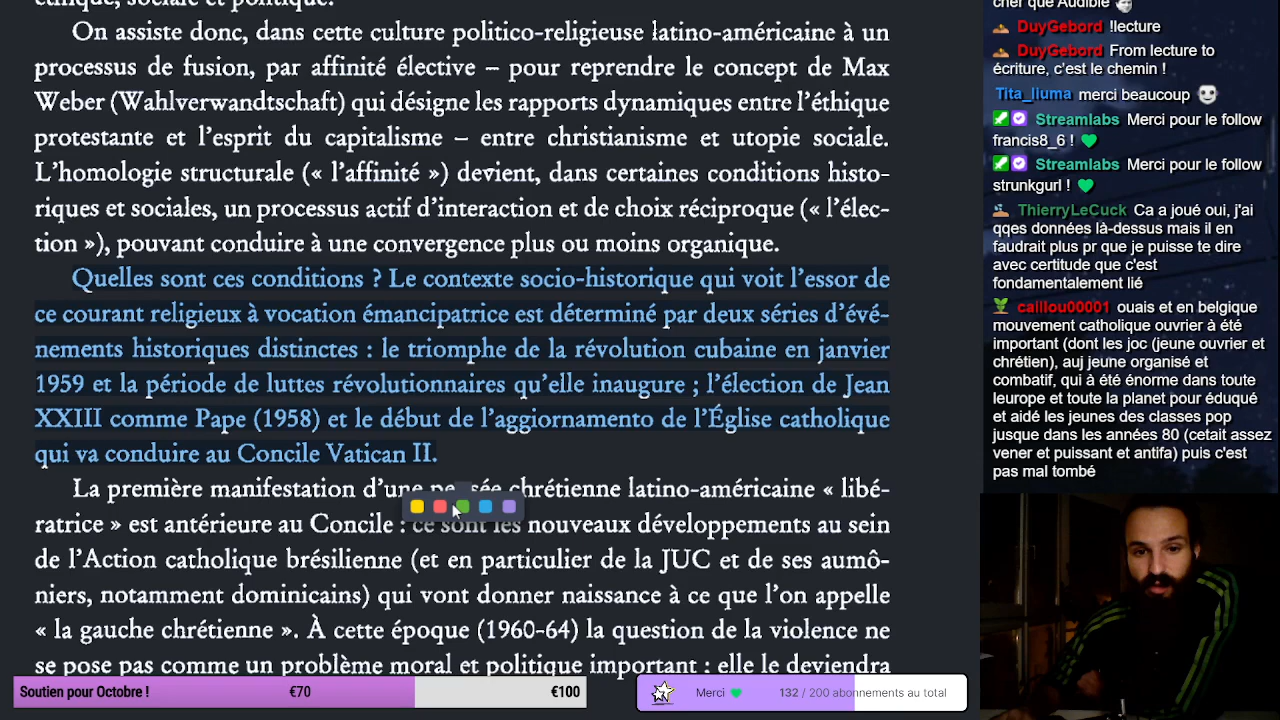 On assiste donc, dans cette culture politico-religieuse latino-américaine à un
processus de fusion, par affinité élective – pour reprendre le concept de Max
Weber (Wahlverwandtschaft) qui désigne les rapports dynamiques entre l'éthique
protestante et l'esprit du capitalisme – entre christianisme et utopie sociale.
L'homologie structurale (« l'affinité ») devient, dans certaines conditions histo-
riques et sociales, un processus actif d'interaction et de choix réciproque (« l'élec-
tion »), pouvant conduire à une convergence plus ou moins organique.
Quelles sont ces conditions ? Le contexte socio-historique qui voit l'essor de
ce courant religieux à vocation émancipatrice est déterminé par deux séries d'évé-
nements historiques distinctes : le triomphe de la révolution cubaine en janvier
1959 et la période de luttes révolutionnaires qu'elle inaugure ; l'élection de Jean
XXIII comme Pape (1958) et le début de l'aggiornamento de l'Église catholique
qui va conduire au Concile Vatican II.
La première manifestation d'une pensée chrétienne latino-américaine « libé-
ratrice » est antérieure au Concile : ce sont les nouveaux développements au sein
de l'Action catholique brésilienne (et en particulier de la JUC et de ses aumô-
niers, notamment dominicains) qui vont donner naissance à ce que l'on appelle
« la gauche chrétienne ». À cette époque (1960-64) la question de la violence ne
se pose pas comme un problème moral et politique important : elle le deviendra
Soutien pour Octobre ! €70 €100
Merci 132 / 200 abonnements au total
cher que Audible
DuyGebord !lecture
DuyGebord From lecture to
écriture, c'est le chemin !
Tita_lluma merci beaucoup
Streamlabs Merci pour le follow
francis8_6 !
Streamlabs Merci pour le follow
strunkgurl !
ThierryLeCuck Ca a joué oui, j'ai
qqes données là-dessus mais il en
faudrait plus pr que je puisse te dire
avec certitude que c'est
fondamentalement lié
caillou00001 ouais et en belgique
mouvement catholique ouvrier à été
important (dont les joc (jeune ouvrier et
chrétien), auj jeune organisé et
combatif, qui à été énorme dans toute
leurope et toute la planet pour éduqué
et aidé les jeunes des classes pop
jusque dans les années 80 (cetait assez
vener et puissant et antifa) puis c'est
pas mal tombé